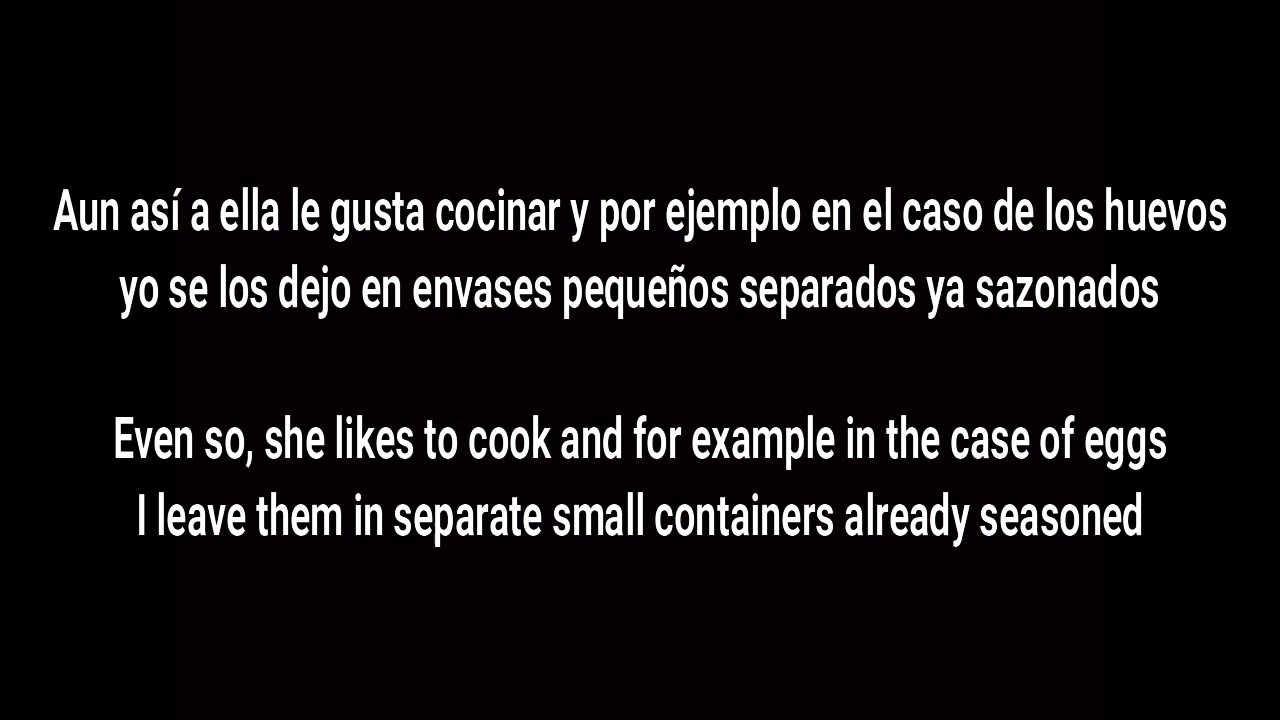 Aun así a ella le gusta cocinar y por ejemplo en el caso de los huevos
yo se los dejo en envases pequeños separados ya sazonados
Even so, she likes to cook and for example in the case of eggs
I leave them in separate small containers already seasoned